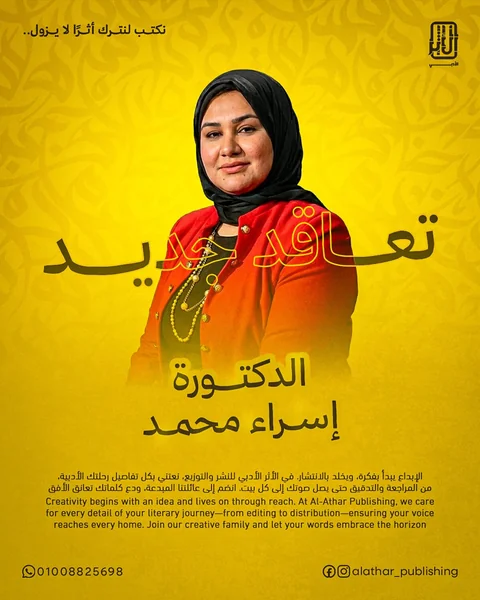 نكتب لنترك أثرًا لا يزول..
الأثر
الأدبي
تعاقد جديد
الدكتورة
إسراء محمد
الإبداع يبدأ بفكرة، ويخلد بالانتشار. في الأثر الأدبي للنشر والتوزيع، نعتني بكل تفاصيل رحلتك الأدبية،
من المراجعة والتدقيق حتى يصل صوتك إلى كل بيت. انضم إلى عائلتنا المبدعة، ودع كلماتك تعانق الأفق
Creativity begins with an idea and lives on through reach. At Al-Athar Publishing, we care
for every detail of your literary journey—from editing to distribution—ensuring your voice
reaches every home. Join our creative family and let your words embrace the horizon
01008825698
alathar_publishing